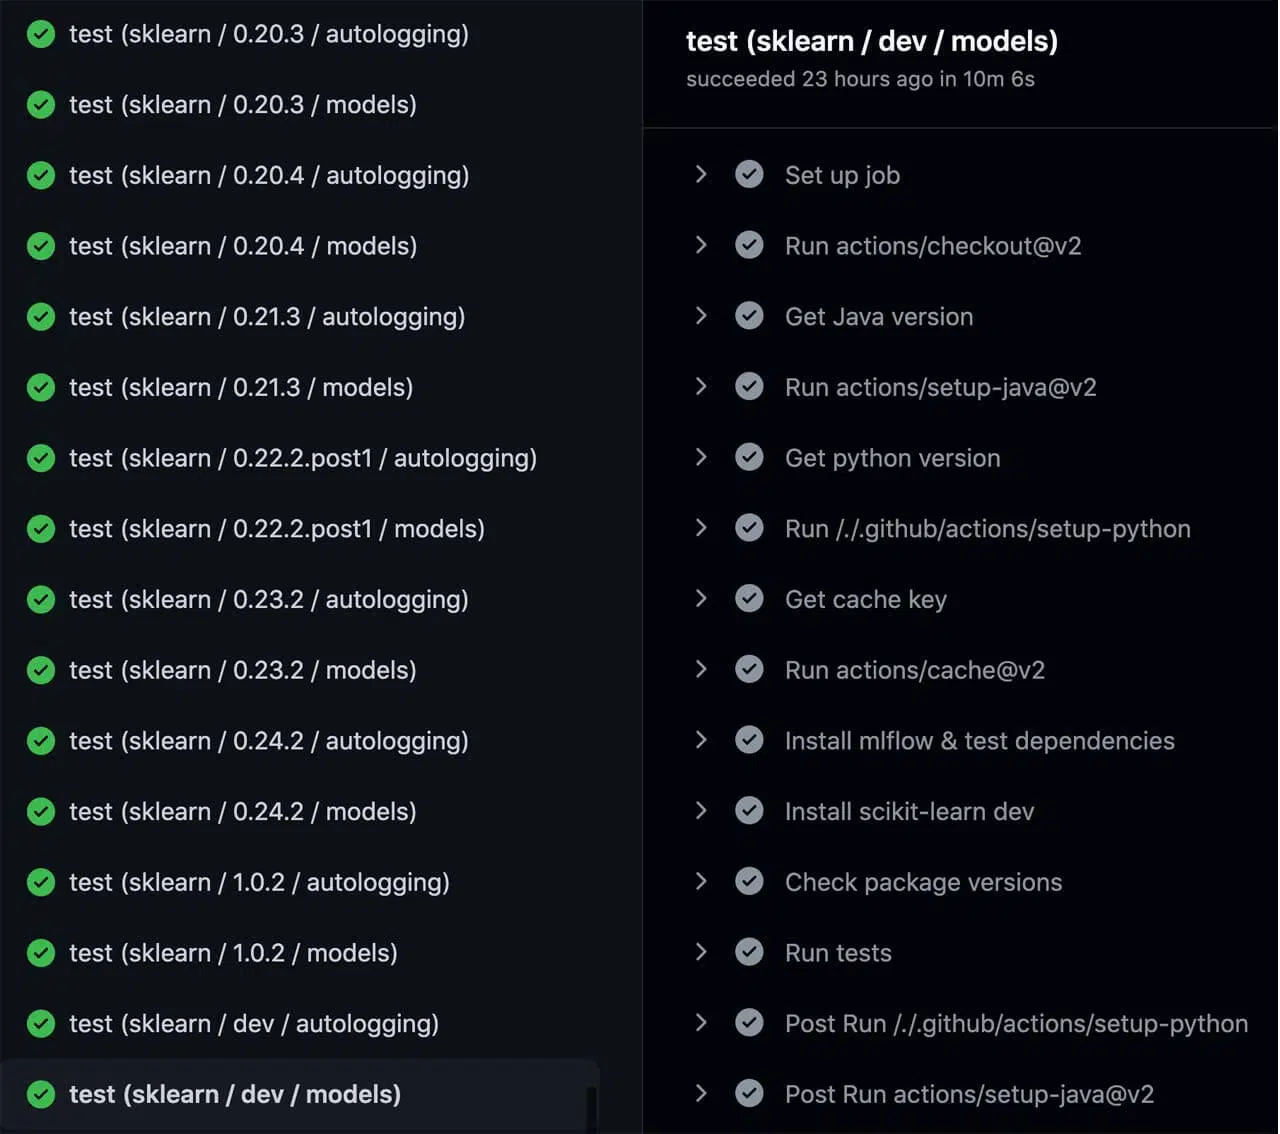 test (sklearn / 0.20.3 / autologging)
test (sklearn / 0.20.3 / models)
test (sklearn / 0.20.4 / autologging)
test (sklearn / 0.20.4 / models)
test (sklearn / 0.21.3 / autologging)
test (sklearn / 0.21.3 / models)
test (sklearn / 0.22.2.post1 / autologging)
test (sklearn / 0.22.2.post1 / models)
test (sklearn / 0.23.2 / autologging)
test (sklearn / 0.23.2 / models)
test (sklearn / 0.24.2 / autologging)
test (sklearn / 0.24.2 / models)
test (sklearn / 1.0.2 / autologging)
test (sklearn / 1.0.2 / models)
test (sklearn / dev / autologging)
test (sklearn / dev / models)
test (sklearn / dev / models)
succeeded 23 hours ago in 10m 6s
Set up job
Run actions/checkout@v2
Get Java version
Run actions/setup-java@v2
Get python version
Run /./.github/actions/setup-python
Get cache key
Run actions/cache@v2
Install mlflow & test dependencies
Install scikit-learn dev
Check package versions
Run tests
Post Run /./.github/actions/setup-python
Post Run actions/setup-java@v2